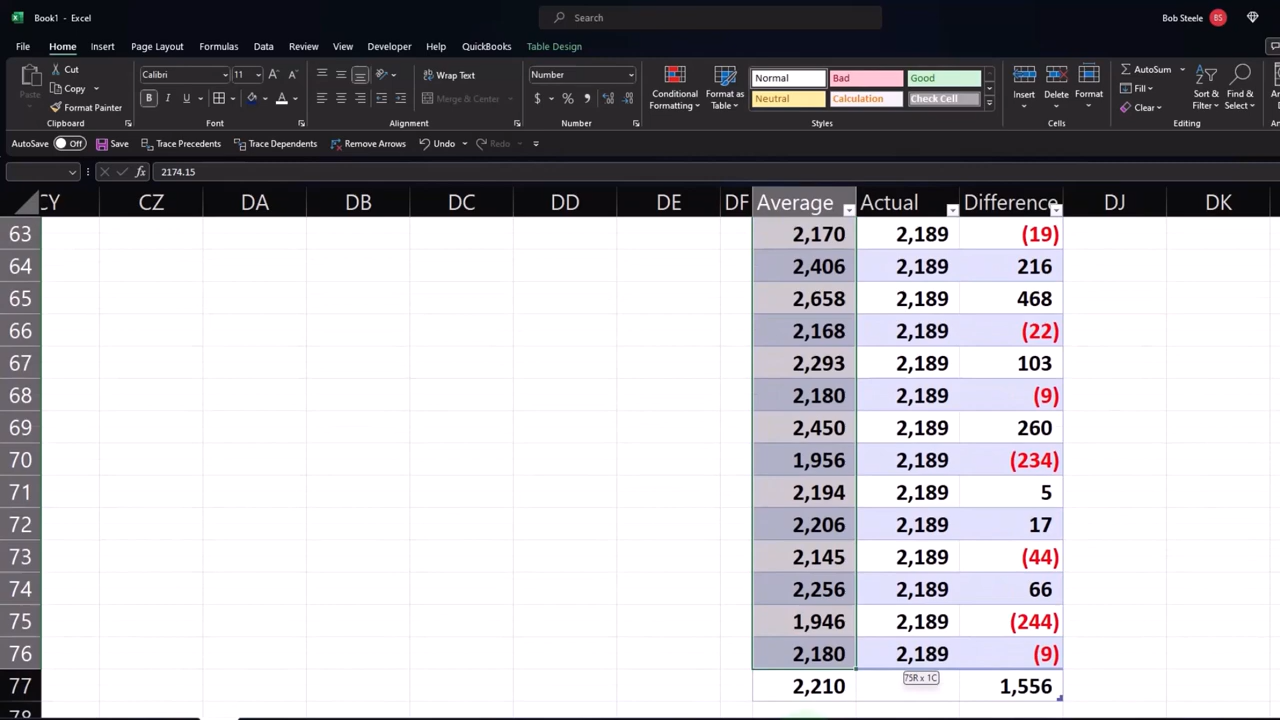 Book1 - Excel
Search
Bob Steele
BS
File Home Insert Page Layout Formulas Data Review View Developer Help QuickBooks Table Design
Paste
Cut
Copy
Format Painter
Clipboard
Calibri 11
B I U
Font
Wrap Text
Merge & Center
Alignment
Number
$ % ,
Number
Conditional Formatting
Format as Table
Normal Bad Good
Neutral Calculation Check Cell
Styles
Insert Delete Format
Cells
AutoSum
Fill
Clear
Sort & Filter
Find & Select
Editing
AutoSave Off Save Trace Precedents Trace Dependents Remove Arrows Undo Redo
fx 2174.15
CY CZ DA DB DC DD DE DF Average Actual Difference DJ DK
63 2,170 2,189 (19)
64 2,406 2,189 216
65 2,658 2,189 468
66 2,168 2,189 (22)
67 2,293 2,189 103
68 2,180 2,189 (9)
69 2,450 2,189 260
70 1,956 2,189 (234)
71 2,194 2,189 5
72 2,206 2,189 17
73 2,145 2,189 (44)
74 2,256 2,189 66
75 1,946 2,189 (244)
76 2,180 2,189 (9)
75R x 1C
77 2,210 1,556
78